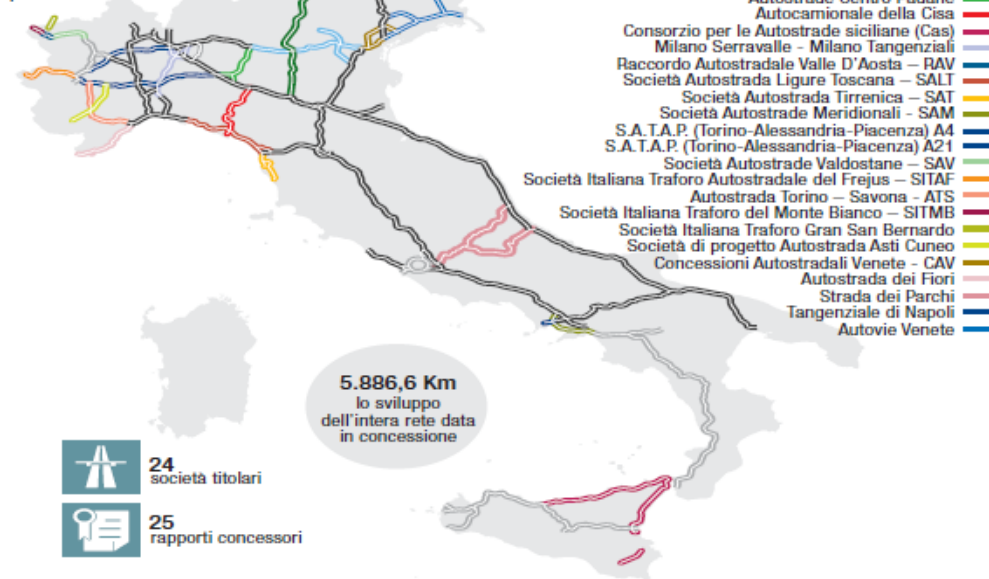 Autostrade Centro Padane
Autocamionale della Cisa
Consorzio per le Autostrade siciliane (Cas)
Milano Serravalle - Milano Tangenziali
Raccordo Autostradale Valle D'Aosta – RAV
Società Autostrada Ligure Toscana – SALT
Società Autostrada Tirrenica – SAT
Società Autostrade Meridionali - SAM
S.A.T.A.P. (Torino-Alessandria-Piacenza) A4
S.A.T.A.P. (Torino-Alessandria-Piacenza) A21
Società Autostrade Valdostane – SAV
Società Italiana Traforo Autostradale del Frejus – SITAF
Autostrada Torino – Savona - ATS
Società Italiana Traforo del Monte Bianco – SITMB
Società Italiana Traforo Gran San Bernardo
Società di progetto Autostrada Asti Cuneo
Concessioni Autostradali Venete - CAV
Autostrada dei Fiori
Strada dei Parchi
Tangenziale di Napoli
Autovie Venete
5.886,6 Km
lo sviluppo
dell'intera rete data
in concessione
24
società titolari
25
rapporti concessori